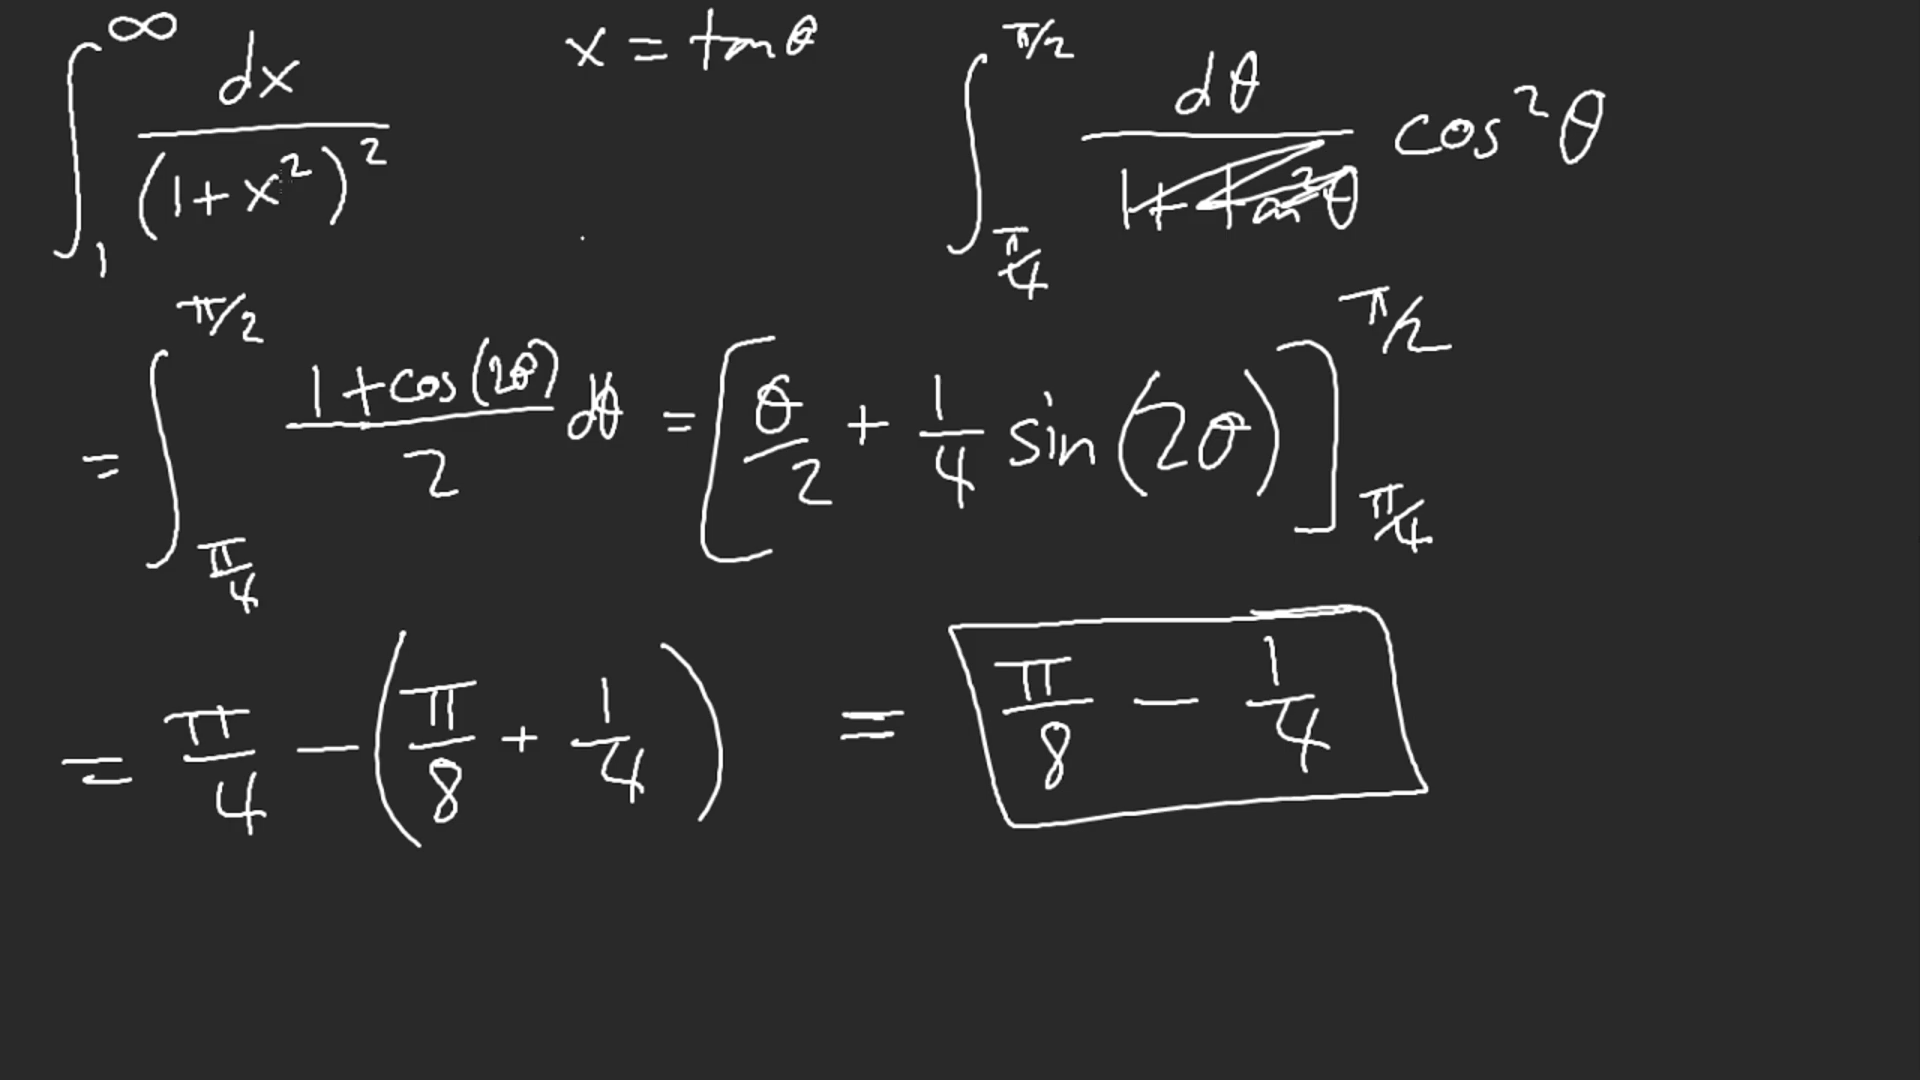 ∫₁^∞ dx/(1+x²)²    x = tanθ    ∫_{π/4}^{π/2} dθ/(1+tan²θ) cos²θ
= ∫_{π/4}^{π/2} (1+cos(2θ))/2 dθ = [θ/2 + 1/4 sin(2θ)]_{π/4}^{π/2}
= π/4 − (π/8 + 1/4) = π/8 − 1/4